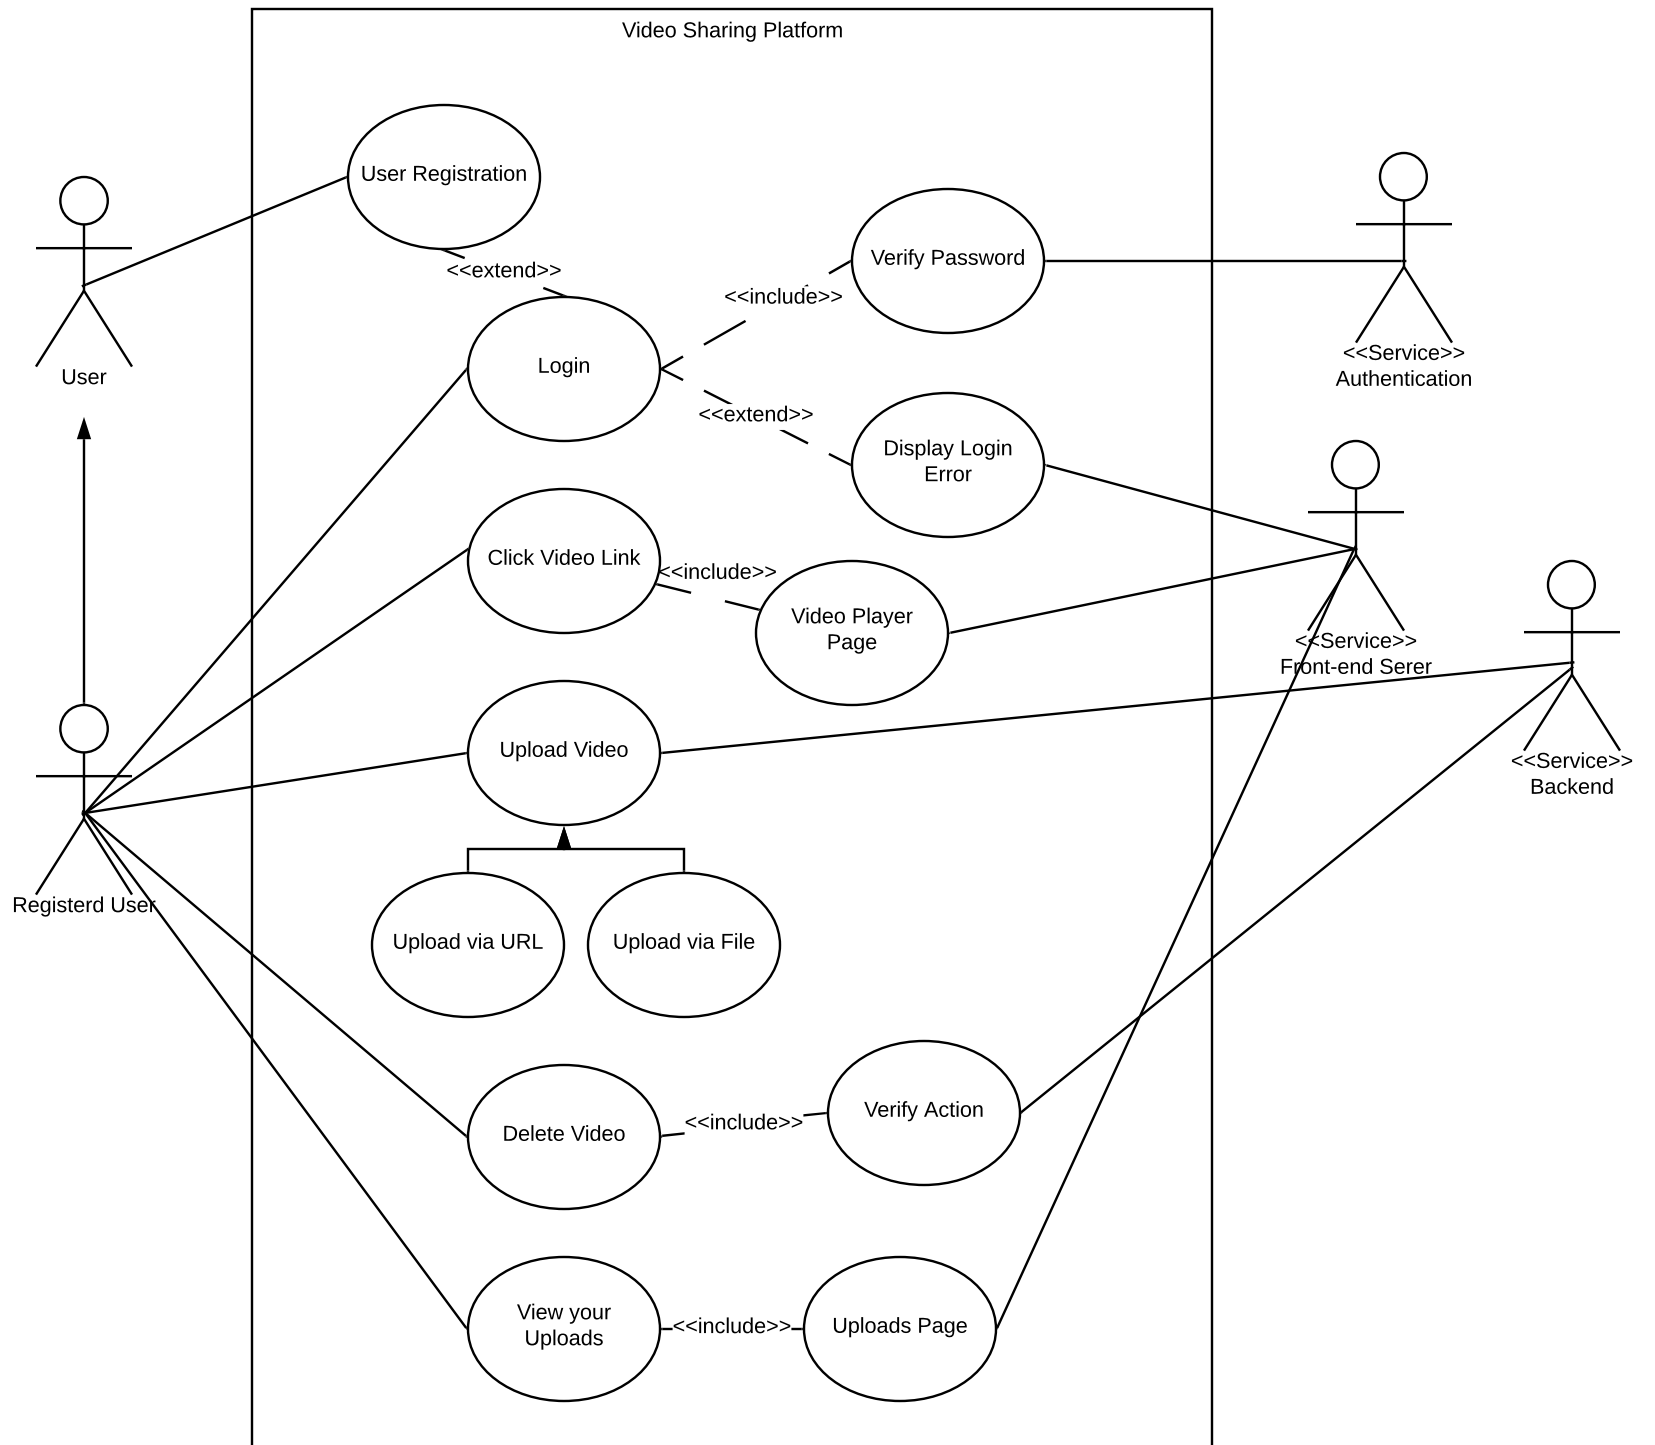 Video Sharing Platform
User Registration
<<extend>>
Verify Password
<<include>>
Login
<<extend>>
Display Login
Error
User
<<Service>>
Authentication
Click Video Link
<<include>>
Video Player
Page
<<Service>>
Front-end Serer
Upload Video
<<Service>>
Backend
Registerd User
Upload via URL
Upload via File
Delete Video
<<include>>
Verify Action
View your
Uploads
<<include>>
Uploads Page